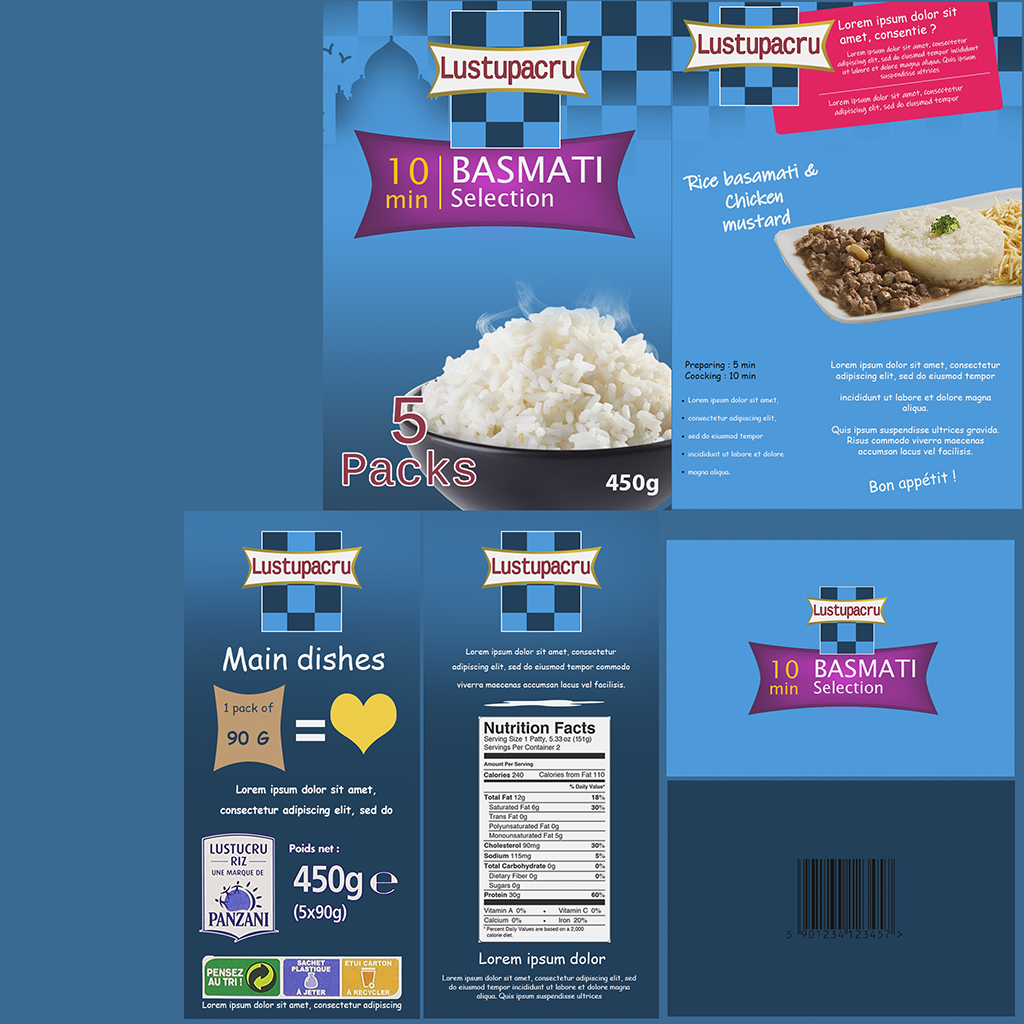 Lustupacru
10
min
BASMATI
Selection
5
Packs
450g
Lustupacru
Lorem ipsum dolor sit
amet, consentie ?
Lorem ipsum dolor sit amet, consectetur
adipiscing elit, sed do eiusmod tempor incididunt
ut labore et dolore magna aliqua. Quis ipsum
suspendisse ultrices
Lorem ipsum dolor sit amet, consectetur
adipiscing elit, sed do eiusmod tempor
Rice basamati &
Chicken
mustard
Preparing : 5 min
Coocking : 10 min
• Lorem ipsum dolor sit amet,
• consectetur adipiscing elit,
• sed do eiusmod tempor
• incididunt ut labore et dolore
• magna aliqua.
Lorem ipsum dolor sit amet, consectetur
adipiscing elit, sed do eiusmod tempor
incididunt ut labore et dolore magna
aliqua.
Quis ipsum suspendisse ultrices gravida.
Risus commodo viverra maecenas
accumsan lacus vel facilisis.
Bon appétit !
Lustupacru
Main dishes
1 pack of
90 G
=
Lorem ipsum dolor sit amet,
consectetur adipiscing elit, sed do
LUSTUCRU
RIZ
UNE MARQUE DE
PANZANI
Poids net :
450g ℮
(5x90g)
PENSEZ
AU TRI !
SACHET
PLASTIQUE
À JETER
ÉTUI CARTON
À RECYCLER
Lorem ipsum dolor sit amet, consectetur adipiscing
Lustupacru
Lorem ipsum dolor sit amet, consectetur
adipiscing elit, sed do eiusmod tempor commodo
viverra maecenas accumsan lacus vel facilisis.
Nutrition Facts
Serving Size 1 Patty, 5.33 oz (151g)
Servings Per Container 2
Amount Per Serving
Calories 240 Calories from Fat 110
% Daily Value*
Total Fat 12g 18%
Saturated Fat 6g 30%
Trans Fat 0g
Polyunsaturated Fat 0g
Monounsaturated Fat 5g
Cholesterol 90mg 30%
Sodium 115mg 5%
Total Carbohydrate 0g 0%
Dietary Fiber 0g 0%
Sugars 0g
Protein 30g 60%
Vitamin A 0% • Vitamin C 0%
Calcium 0% • Iron 20%
* Percent Daily Values are based on a 2,000
calorie diet.
Lorem ipsum dolor
Lorem ipsum dolor sit amet, consectetur adipiscing elit, sed
do eiusmod tempor incididunt ut labore et dolore magna
aliqua. Quis ipsum suspendisse ultrices
Lustupacru
10
min
BASMATI
Selection
5 901234 123457 >